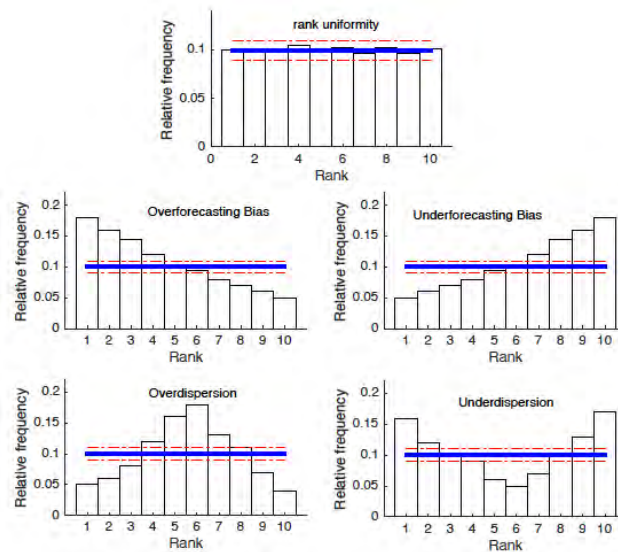 rank uniformity
Relative frequency
0.1
0.05
0
0 2 4 6 8 10
Rank
Overforecasting Bias
Relative frequency
0.2
0.15
0.1
0.05
0
1 2 3 4 5 6 7 8 9 10
Rank
Underforecasting Bias
Relative frequency
0.2
0.15
0.1
0.05
0
1 2 3 4 5 6 7 8 9 10
Rank
Overdispersion
Relative frequency
0.2
0.15
0.1
0.05
0
1 2 3 4 5 6 7 8 9 10
Rank
Underdispersion
Relative frequency
0.2
0.15
0.1
0.05
0
1 2 3 4 5 6 7 8 9 10
Rank